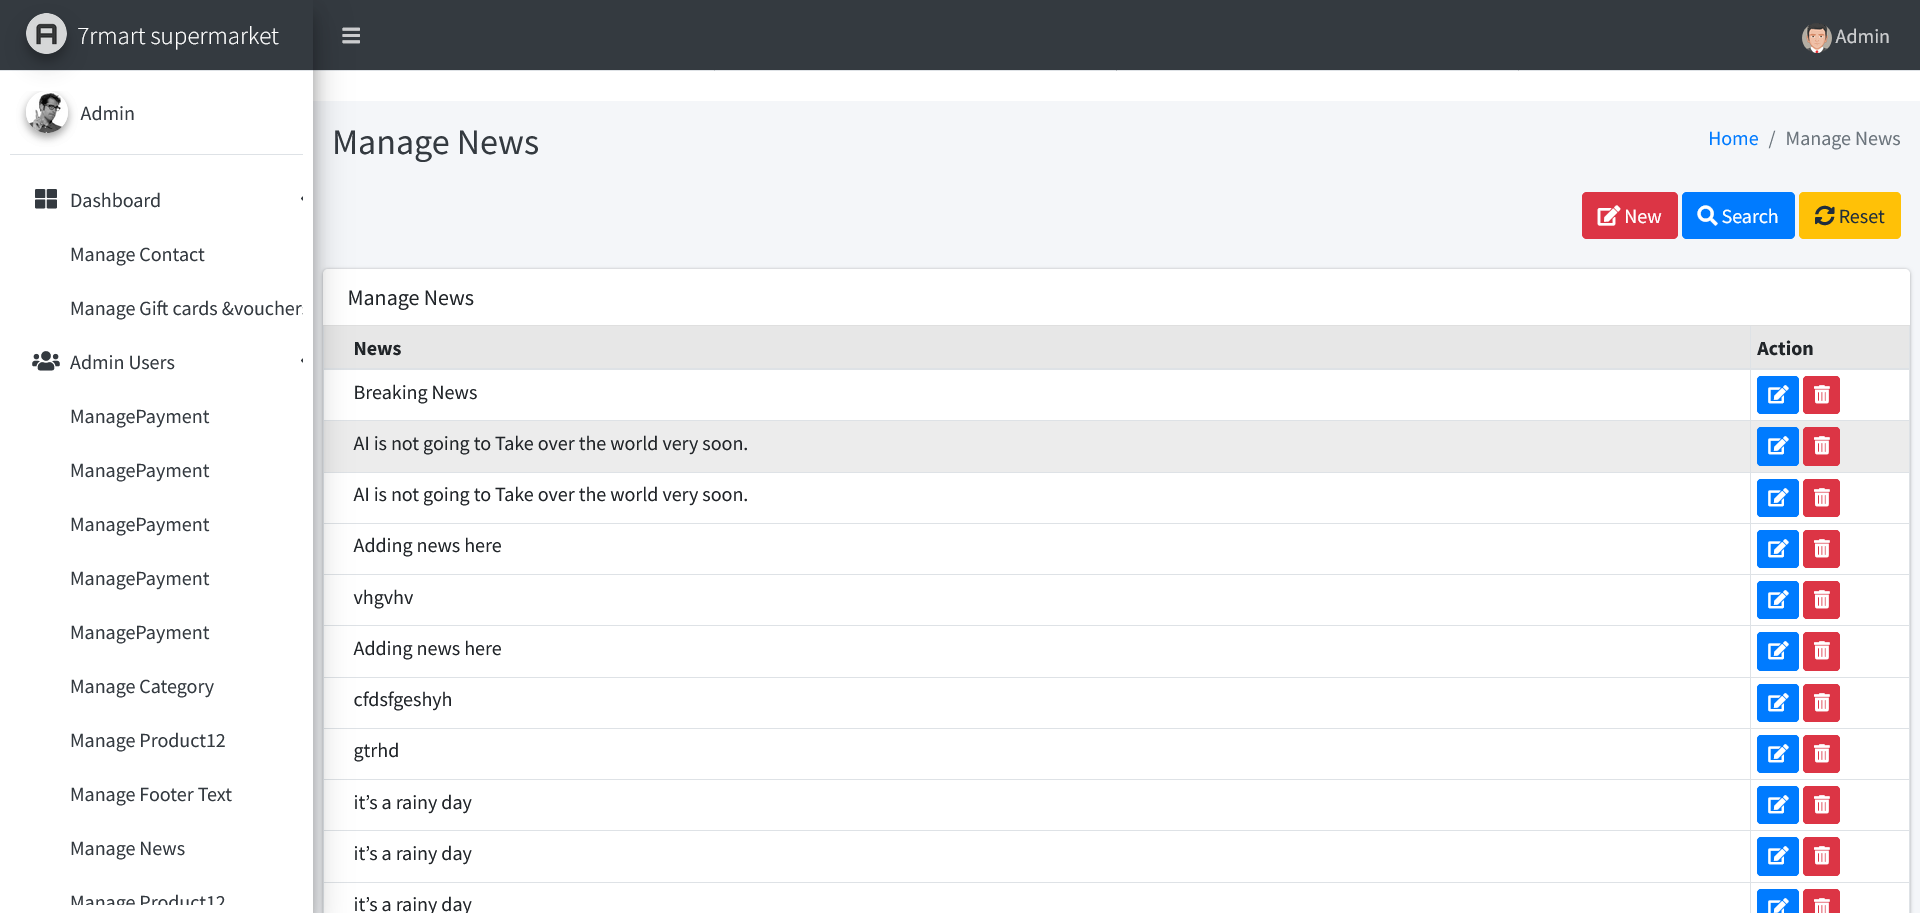 7rmart supermarket
Admin
Admin
Manage News
Home / Manage News
Dashboard
Manage Contact
Manage Gift cards &voucher
Admin Users
ManagePayment
ManagePayment
ManagePayment
ManagePayment
ManagePayment
Manage Category
Manage Product12
Manage Footer Text
Manage News
Manage Product12
New
Search
Reset
Manage News
News Action
Breaking News
AI is not going to Take over the world very soon.
AI is not going to Take over the world very soon.
Adding news here
vhgvhv
Adding news here
cfdsfgeshyh
gtrhd
it's a rainy day
it's a rainy day
it's a rainy day